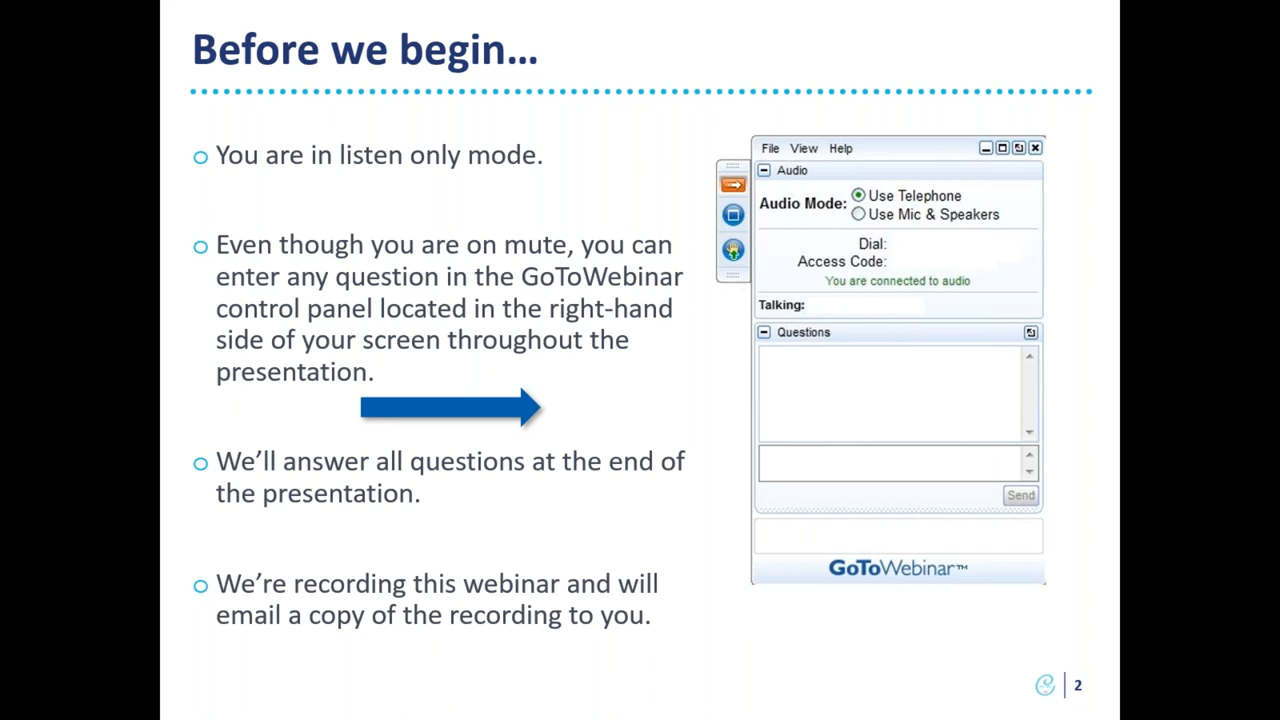 Before we begin…
You are in listen only mode.
Even though you are on mute, you can
enter any question in the GoToWebinar
control panel located in the right-hand
side of your screen throughout the
presentation.
We’ll answer all questions at the end of
the presentation.
We’re recording this webinar and will
email a copy of the recording to you.
File View Help
Audio
Audio Mode: Use Telephone
Use Mic & Speakers
Dial:
Access Code:
You are connected to audio
Talking:
Questions
Send
GoToWebinar™
2